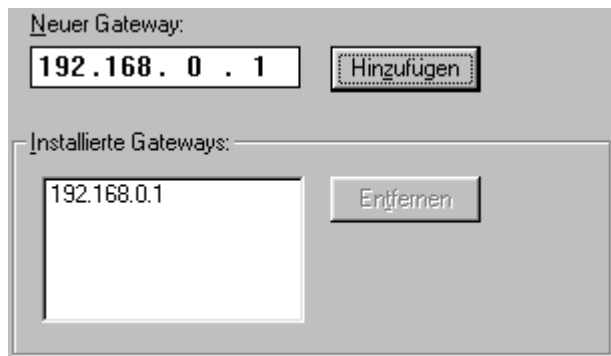 Neuer Gateway:
192.168. 0 . 1
Hinzufügen
Installierte Gateways:
192.168.0.1
Entfernen